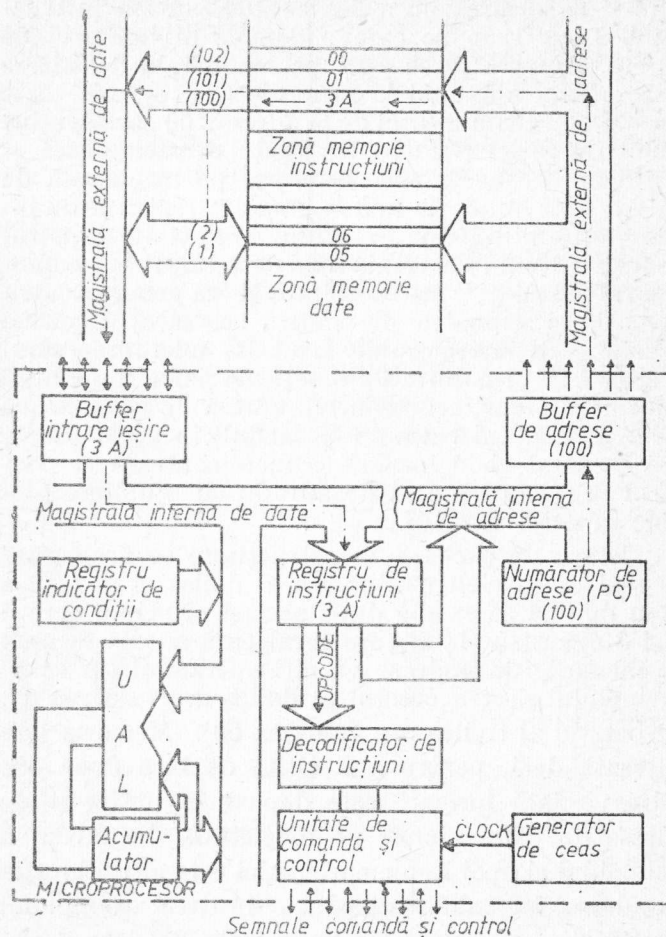 Magistrală externă de date
(102)
00
(101)
01
(100)
3 A
Magistrală externă de adrese
Zonă memorie
instrucțiuni
(2)
06
(1)
05
Zonă memorie
date
Buffer
intrare ieșire
(3 A)
Buffer
de adrese
(100)
Magistrală internă de date
Magistrală internă
de adrese
Registru
indicător de
conditii
Registru de
instrucțiuni
(3 A)
Numărător de
adrese (PC)
(100)
OPCODE
U
A
L
Decodificator de
instrucțiuni
Acumu-
lator
Unitate de
comandă și
control
CLOCK
Generator
de ceas
MICROPROCESOR
Semnale comandă și control